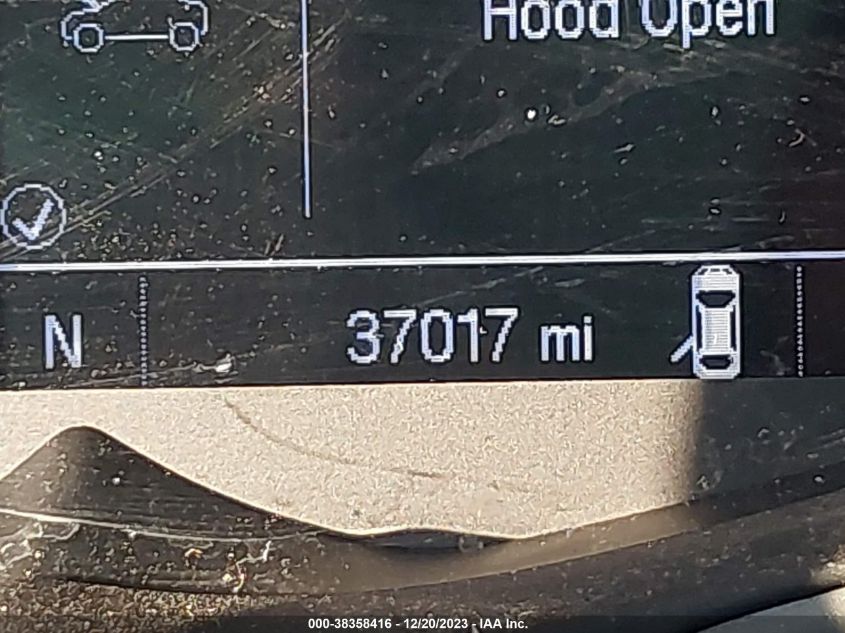 Hood Open
N 37017 mi
000-38358416 - 12/20/2023 - IAA Inc.